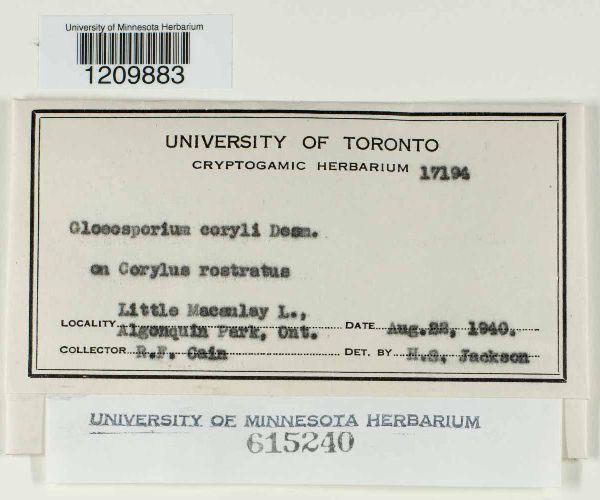 University of Minnesota Herbarium
1209883
UNIVERSITY OF TORONTO
CRYPTOGAMIC HERBARIUM 17194
Gloeosporium coryli Desm.
on Corylus rostratus
Little Macaulay L.,
LOCALITY Algonquin Park, Ont. DATE Aug. 22, 1940.
COLLECTOR R.F. Cain DET. BY H.S. Jackson
UNIVERSITY OF MINNESOTA HERBARIUM
615240